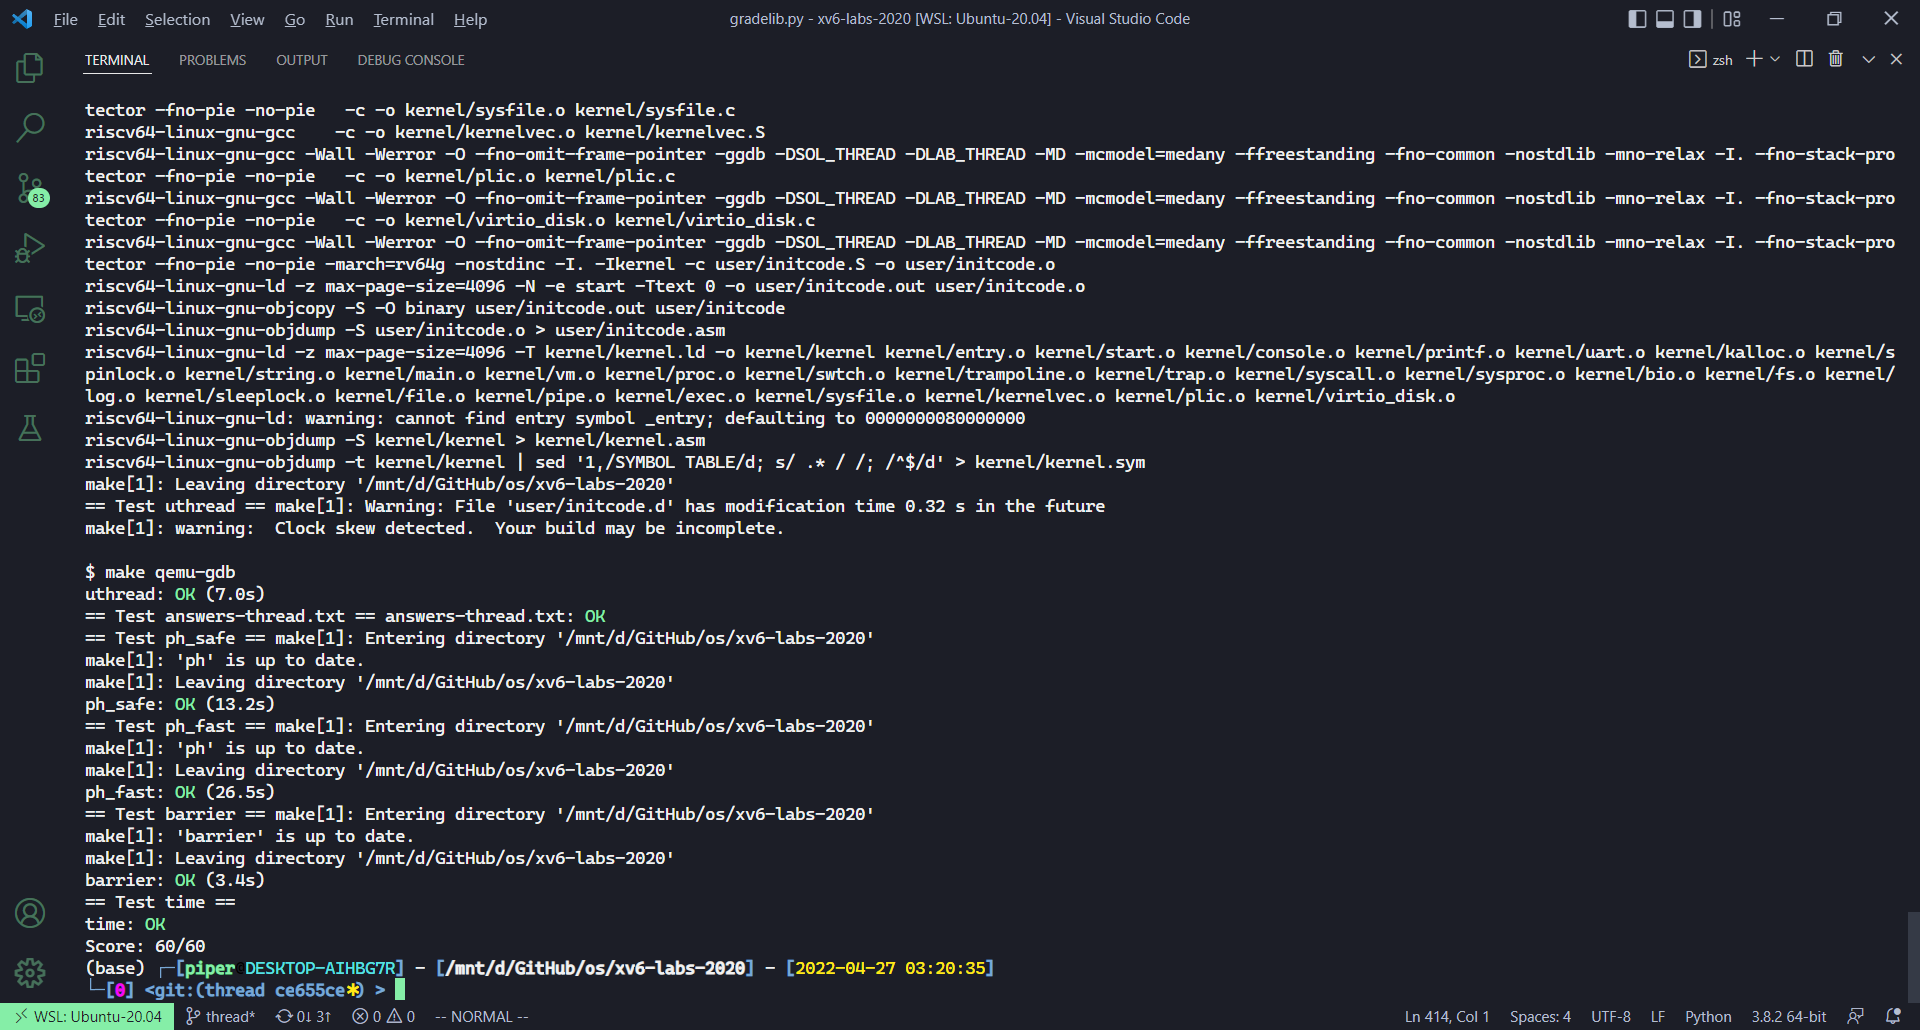 File Edit Selection View Go Run Terminal Help gradelib.py - xv6-labs-2020 [WSL: Ubuntu-20.04] - Visual Studio Code
TERMINAL PROBLEMS OUTPUT DEBUG CONSOLE zsh
tector -fno-pie -no-pie   -c -o kernel/sysfile.o kernel/sysfile.c
riscv64-linux-gnu-gcc    -c -o kernel/kernelvec.o kernel/kernelvec.S
riscv64-linux-gnu-gcc -Wall -Werror -O -fno-omit-frame-pointer -ggdb -DSOL_THREAD -DLAB_THREAD -MD -mcmodel=medany -ffreestanding -fno-common -nostdlib -mno-relax -I. -fno-stack-pro
tector -fno-pie -no-pie   -c -o kernel/plic.o kernel/plic.c
riscv64-linux-gnu-gcc -Wall -Werror -O -fno-omit-frame-pointer -ggdb -DSOL_THREAD -DLAB_THREAD -MD -mcmodel=medany -ffreestanding -fno-common -nostdlib -mno-relax -I. -fno-stack-pro
83
tector -fno-pie -no-pie   -c -o kernel/virtio_disk.o kernel/virtio_disk.c
riscv64-linux-gnu-gcc -Wall -Werror -O -fno-omit-frame-pointer -ggdb -DSOL_THREAD -DLAB_THREAD -MD -mcmodel=medany -ffreestanding -fno-common -nostdlib -mno-relax -I. -fno-stack-pro
tector -fno-pie -no-pie -march=rv64g -nostdinc -I. -Ikernel -c user/initcode.S -o user/initcode.o
riscv64-linux-gnu-ld -z max-page-size=4096 -N -e start -Ttext 0 -o user/initcode.out user/initcode.o
riscv64-linux-gnu-objcopy -S -O binary user/initcode.out user/initcode
riscv64-linux-gnu-objdump -S user/initcode.o > user/initcode.asm
riscv64-linux-gnu-ld -z max-page-size=4096 -T kernel/kernel.ld -o kernel/kernel kernel/entry.o kernel/start.o kernel/console.o kernel/printf.o kernel/uart.o kernel/kalloc.o kernel/s
pinlock.o kernel/string.o kernel/main.o kernel/vm.o kernel/proc.o kernel/swtch.o kernel/trampoline.o kernel/trap.o kernel/syscall.o kernel/sysproc.o kernel/bio.o kernel/fs.o kernel/
log.o kernel/sleeplock.o kernel/file.o kernel/pipe.o kernel/exec.o kernel/sysfile.o kernel/kernelvec.o kernel/plic.o kernel/virtio_disk.o
riscv64-linux-gnu-ld: warning: cannot find entry symbol _entry; defaulting to 0000000080000000
riscv64-linux-gnu-objdump -S kernel/kernel > kernel/kernel.asm
riscv64-linux-gnu-objdump -t kernel/kernel | sed '1,/SYMBOL TABLE/d; s/ .* / /; /^$/d' > kernel/kernel.sym
make[1]: Leaving directory '/mnt/d/GitHub/os/xv6-labs-2020'
== Test uthread == make[1]: Warning: File 'user/initcode.d' has modification time 0.32 s in the future
make[1]: warning:  Clock skew detected.  Your build may be incomplete.
$ make qemu-gdb
uthread: OK (7.0s)
== Test answers-thread.txt == answers-thread.txt: OK
== Test ph_safe == make[1]: Entering directory '/mnt/d/GitHub/os/xv6-labs-2020'
make[1]: 'ph' is up to date.
make[1]: Leaving directory '/mnt/d/GitHub/os/xv6-labs-2020'
ph_safe: OK (13.2s)
== Test ph_fast == make[1]: Entering directory '/mnt/d/GitHub/os/xv6-labs-2020'
make[1]: 'ph' is up to date.
make[1]: Leaving directory '/mnt/d/GitHub/os/xv6-labs-2020'
ph_fast: OK (26.5s)
== Test barrier == make[1]: Entering directory '/mnt/d/GitHub/os/xv6-labs-2020'
make[1]: 'barrier' is up to date.
make[1]: Leaving directory '/mnt/d/GitHub/os/xv6-labs-2020'
barrier: OK (3.4s)
== Test time ==
time: OK
Score: 60/60
(base) ┌─[piper@DESKTOP-AIHBG7R] - [/mnt/d/GitHub/os/xv6-labs-2020] - [2022-04-27 03:20:35]
└─[0] <git:(thread ce655ce✱) >
WSL: Ubuntu-20.04 thread* 0↓ 3↑ 0 0 -- NORMAL -- Ln 414, Col 1 Spaces: 4 UTF-8 LF Python 3.8.2 64-bit